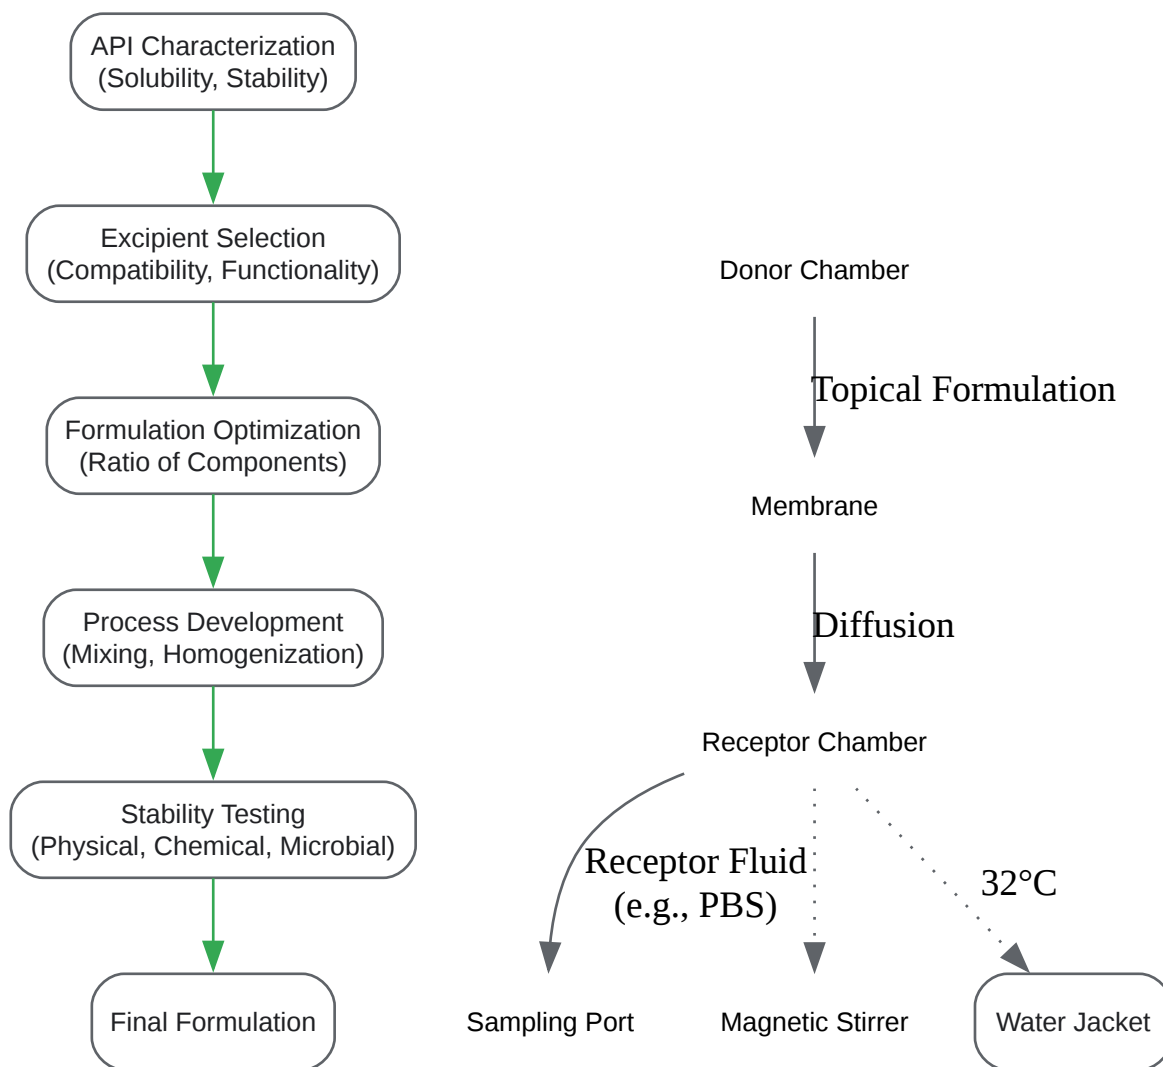 API Characterization
(Solubility, Stability)
Excipient Selection
(Compatibility, Functionality)
Formulation Optimization
(Ratio of Components)
Process Development
(Mixing, Homogenization)
Stability Testing
(Physical, Chemical, Microbial)
Final Formulation
Donor Chamber
Topical Formulation
Membrane
Diffusion
Receptor Chamber
Receptor Fluid
(e.g., PBS)
32°C
Sampling Port
Magnetic Stirrer
Water Jacket